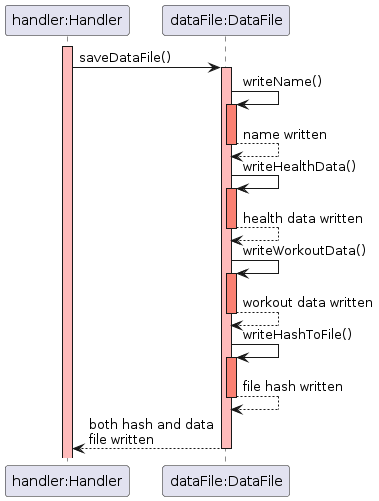 handler:Handler
dataFile:DataFile
saveDataFile()
writeName()
name written
writeHealthData()
health data written
writeWorkoutData()
workout data written
writeHashToFile()
file hash written
both hash and data
file written
handler:Handler
dataFile:DataFile